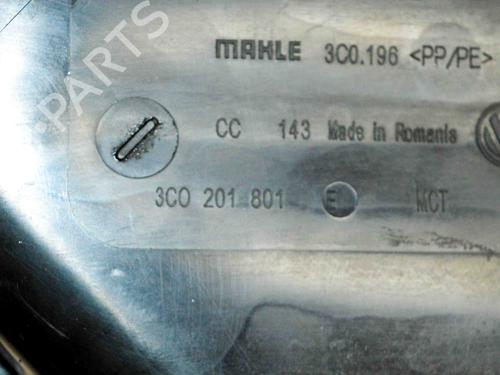 B-PARTS
MAHLE 3C0.196 <PP/PE>
CC 143 Made in Romania
3C0 201 801 E MCT